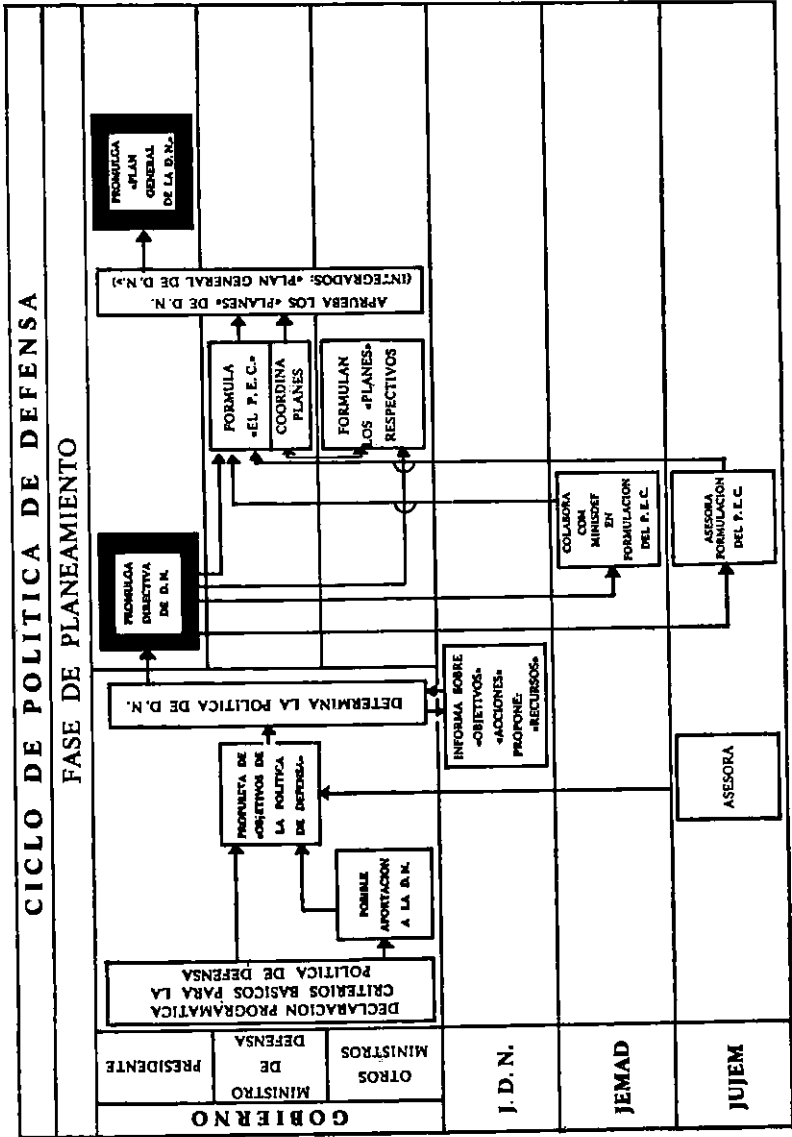 CICLO DE POLITICA DE DEFENSA
FASE DE PLANEAMIENTO
GOBIERNO
PRESIDENTE
MINISTRO
DE
DEFENSA
OTROS
MINISTROS
J. D. N.
JEMAD
JUJEM
DECLARACION PROGRAMATICA
CRITERIOS BASICOS PARA LA
POLITICA DE DEFENSA
POSIBLE
APORTACION
A LA D.N.
PROPUESTA DE
«OBJETIVOS DE
LA POLITICA
DE DEFENSA»
ASESORA
DETERMINA LA POLITICA DE D.N.
INFORMA SOBRE
«OBJETIVOS»
«ACCIONES»
PROPONE:
«RECURSOS»
PROMULGA
DIRECTIVA
DE D.N.
COLABORA
COM
MINISDEF
EN
FORMULACION
DEL P.E.C.
ASESORA
FORMULACION
DEL P.E.C.
FORMULA
«EL P.E.C.»
COORDINA
PLANES
FORMULAN
LOS «PLANES»
RESPECTIVOS
APRUEBA LOS «PLANES» DE D.N.
(INTEGRADOS: «PLAN GENERAL DE D.N.»)
PROMULGA
«PLAN
GENERAL
DE LA D.N.»